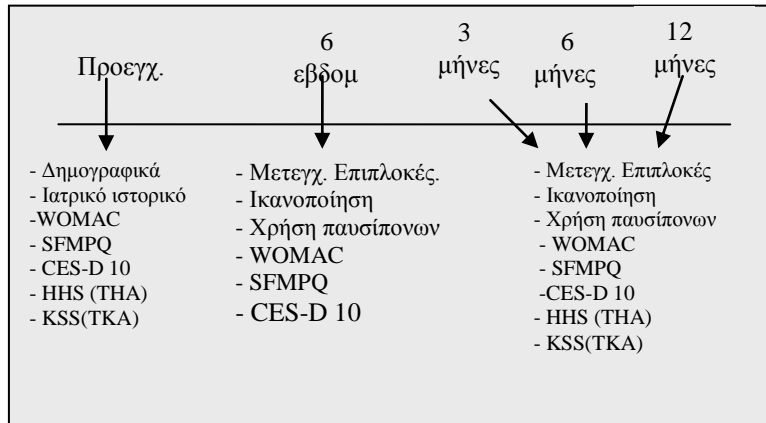 Προεγχ.
6
εβδομ
3
μήνες
6
μήνες
12
μήνες
- Δημογραφικά
- Ιατρικό ιστορικό
-WOMAC
- SFMPQ
- CES-D 10
- HHS (THA)
- KSS(TKA)
- Μετεγχ. Επιπλοκές.
- Ικανοποίηση
- Χρήση παυσίπονων
- WOMAC
- SFMPQ
- CES-D 10
- Μετεγχ. Επιπλοκές
- Ικανοποίηση
- Χρήση παυσίπονων
- WOMAC
- SFMPQ
-CES-D 10
- HHS (THA)
- KSS(TKA)